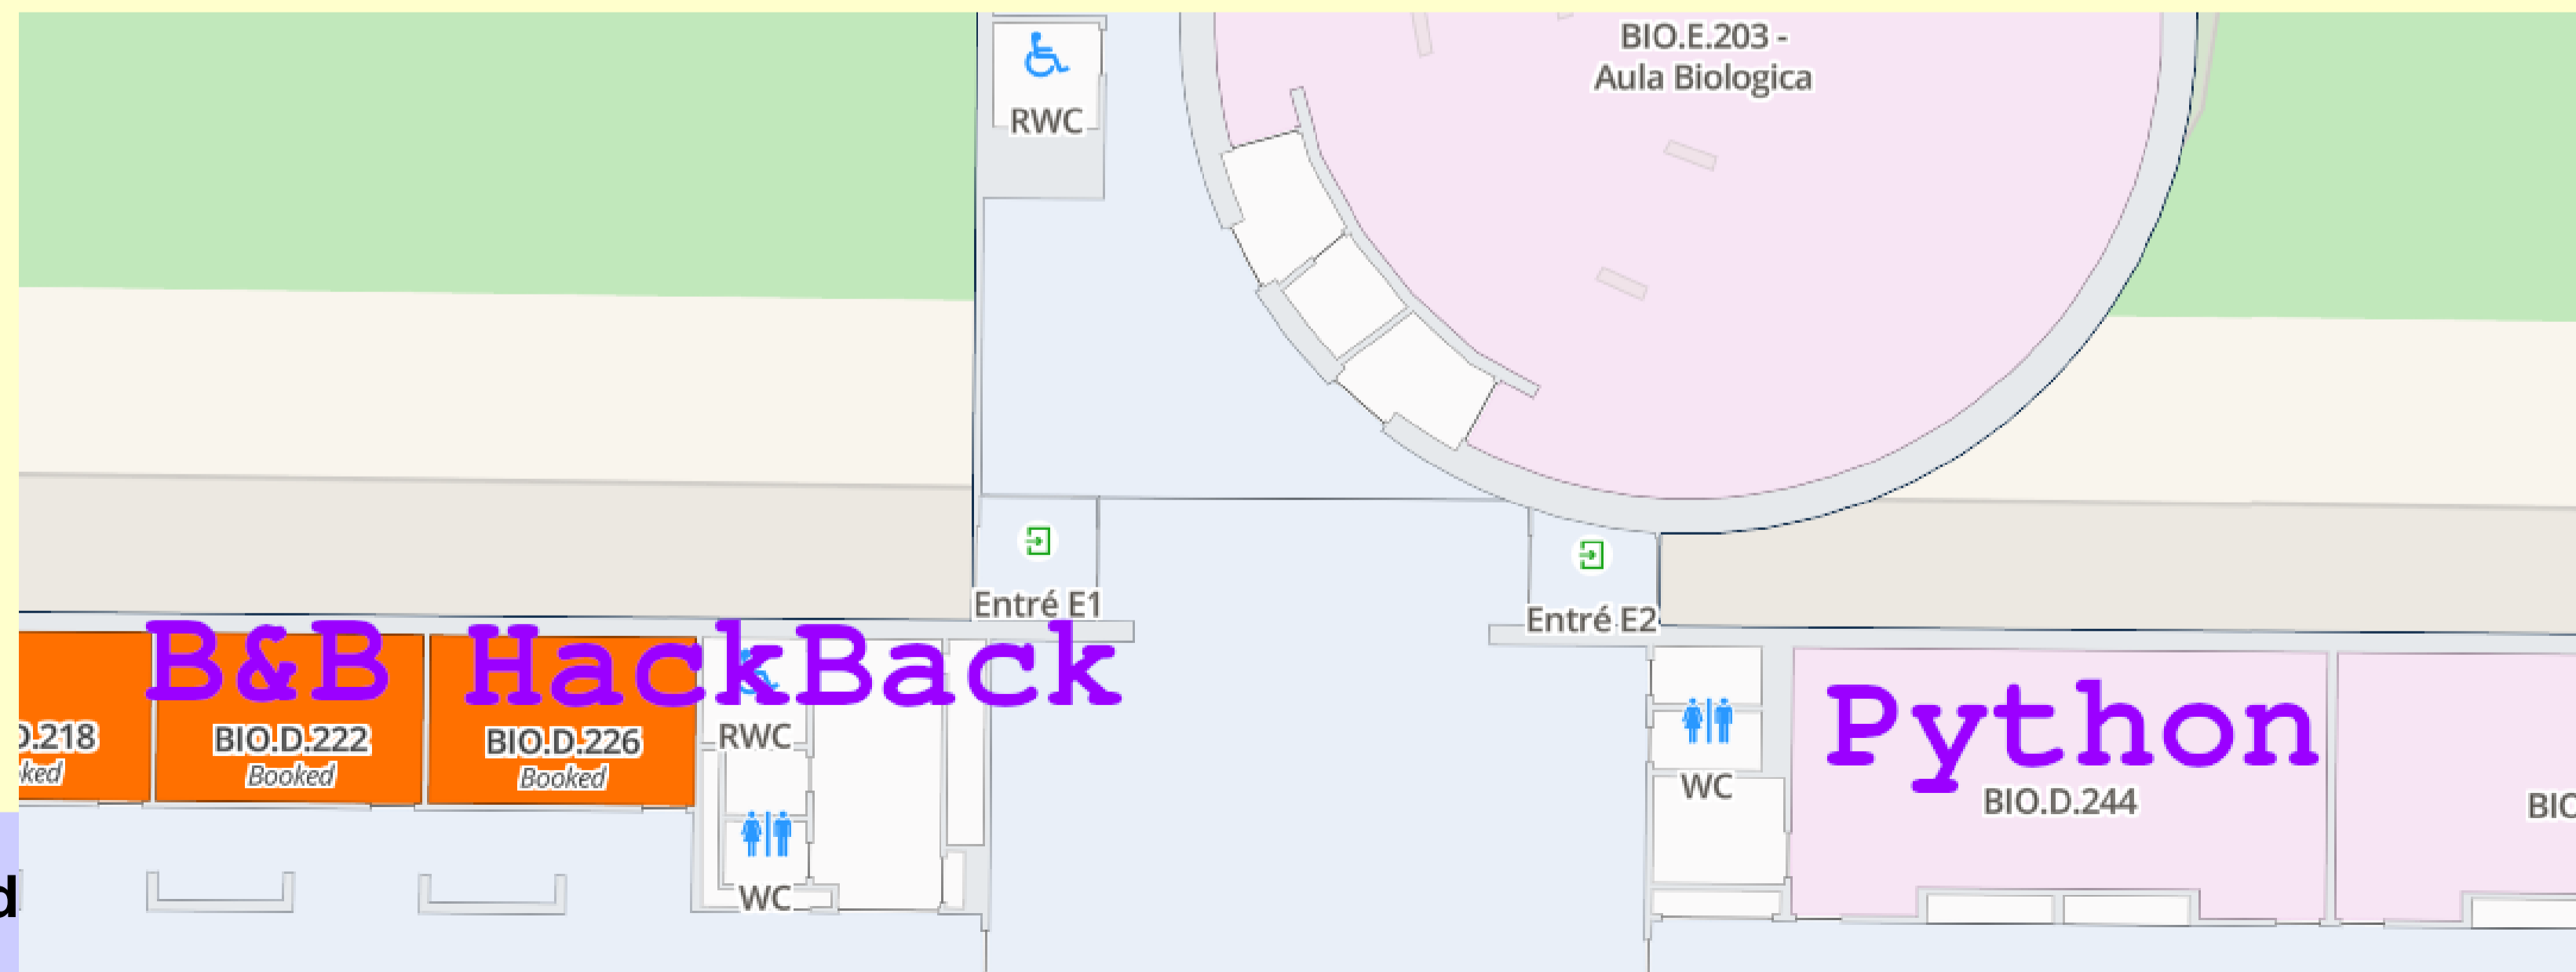 BIO.E.203 -
Aula Biologica
RWC
Entré E1
Entré E2
B&B HackBack
Python
D.218
BIO.D.222
Booked
BIO.D.226
Booked
RWC
WC
WC
BIO.D.244
BIO
d